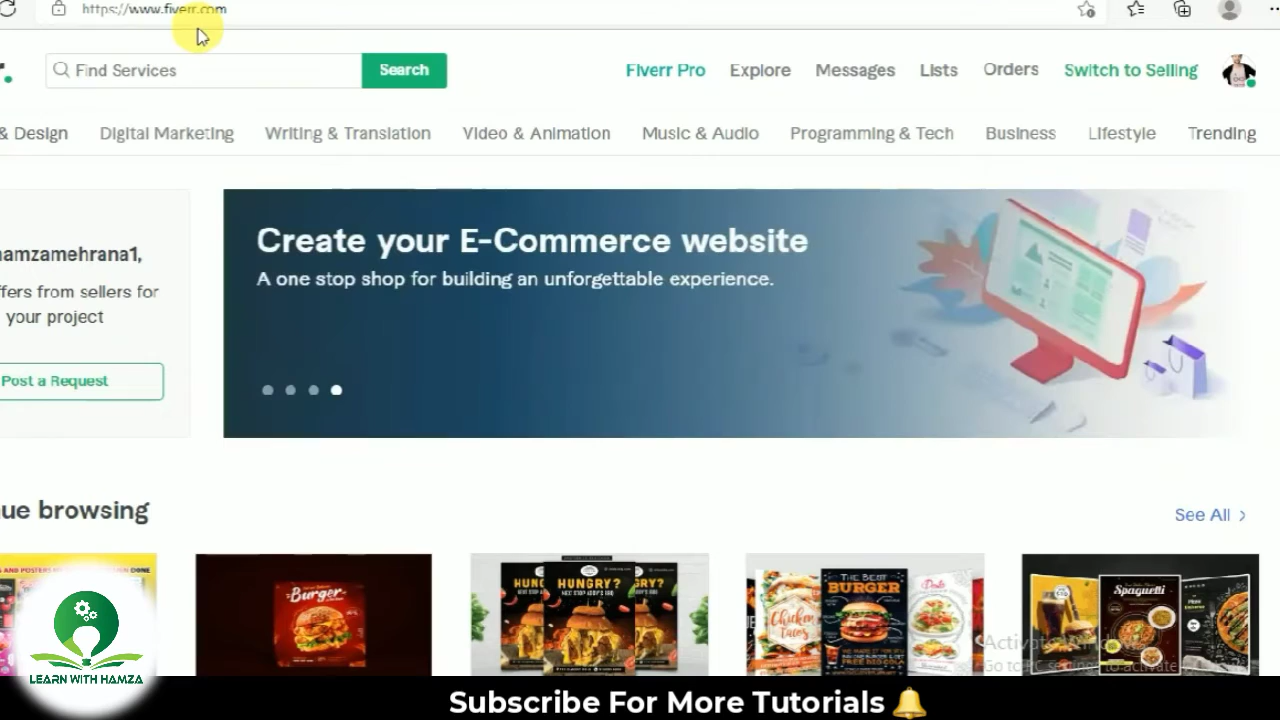 https://www.fiverr.com
r.
Find Services
Search
Fiverr Pro
Explore
Messages
Lists
Orders
Switch to Selling
& Design
Digital Marketing
Writing & Translation
Video & Animation
Music & Audio
Programming & Tech
Business
Lifestyle
Trending
amzamehrana1,
ffers from sellers for
your project
Post a Request
Create your E-Commerce website
A one stop shop for building an unforgettable experience.
ue browsing
See All
Burger
HUNGRY?
Chicken
Tacos
THE BEST
BURGER
Spaguetti
LEARN WITH HAMZA
Subscribe For More Tutorials